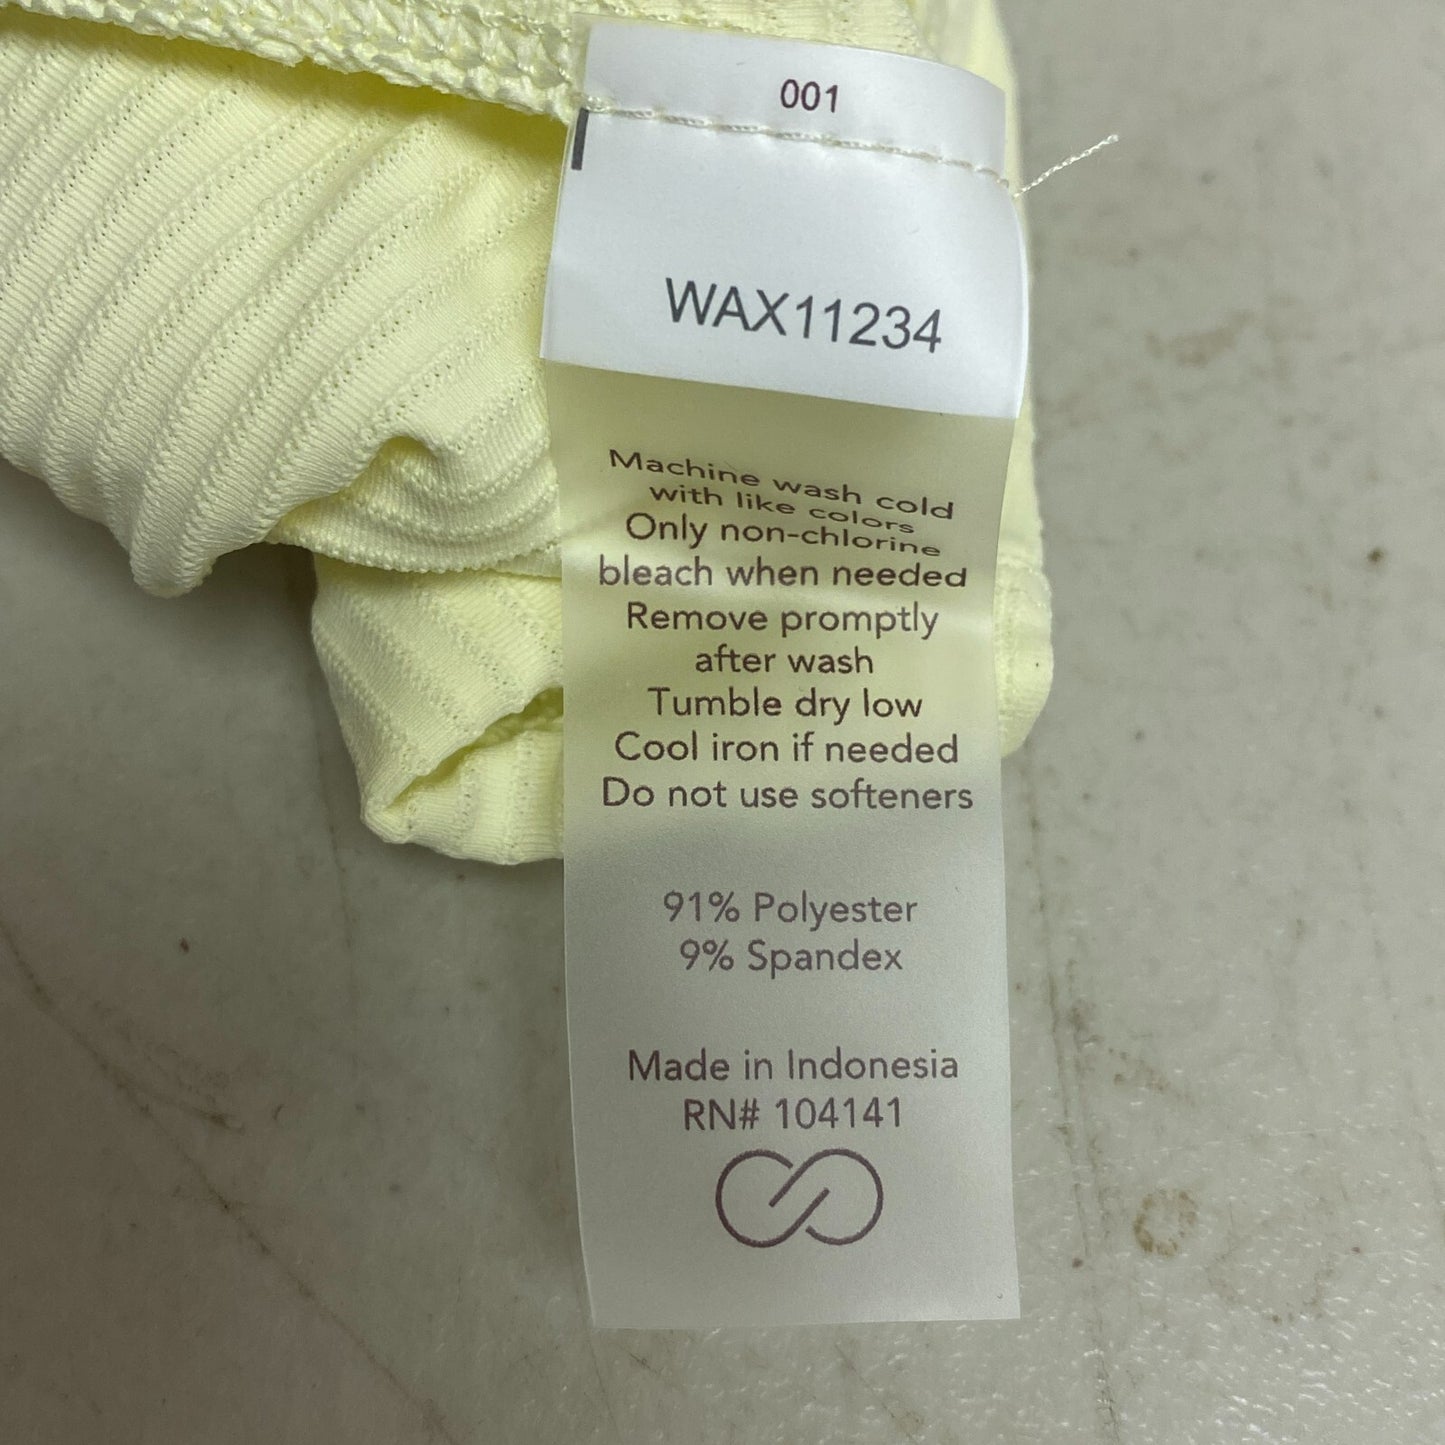 001
WAX11234
Machine wash cold
with like colors
Only non-chlorine
bleach when needed
Remove promptly
after wash
Tumble dry low
Cool iron if needed
Do not use softeners
91% Polyester
9% Spandex
Made in Indonesia
RN# 104141